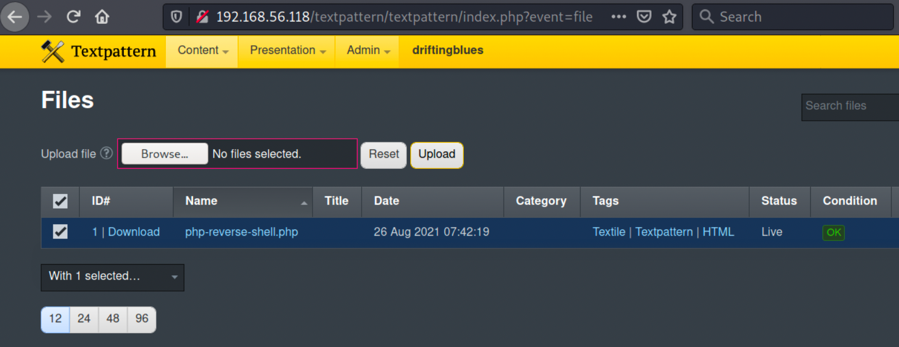 192.168.56.118/textpattern/textpattern/index.php?event=file
Search
Textpattern
Content
Presentation
Admin
driftingblues
Files
Search files
Upload file ?
Browse... No files selected.
Reset
Upload
ID# Name Title Date Category Tags Status Condition
1 | Download php-reverse-shell.php 26 Aug 2021 07:42:19 Textile | Textpattern | HTML Live OK
With 1 selected...
12 24 48 96